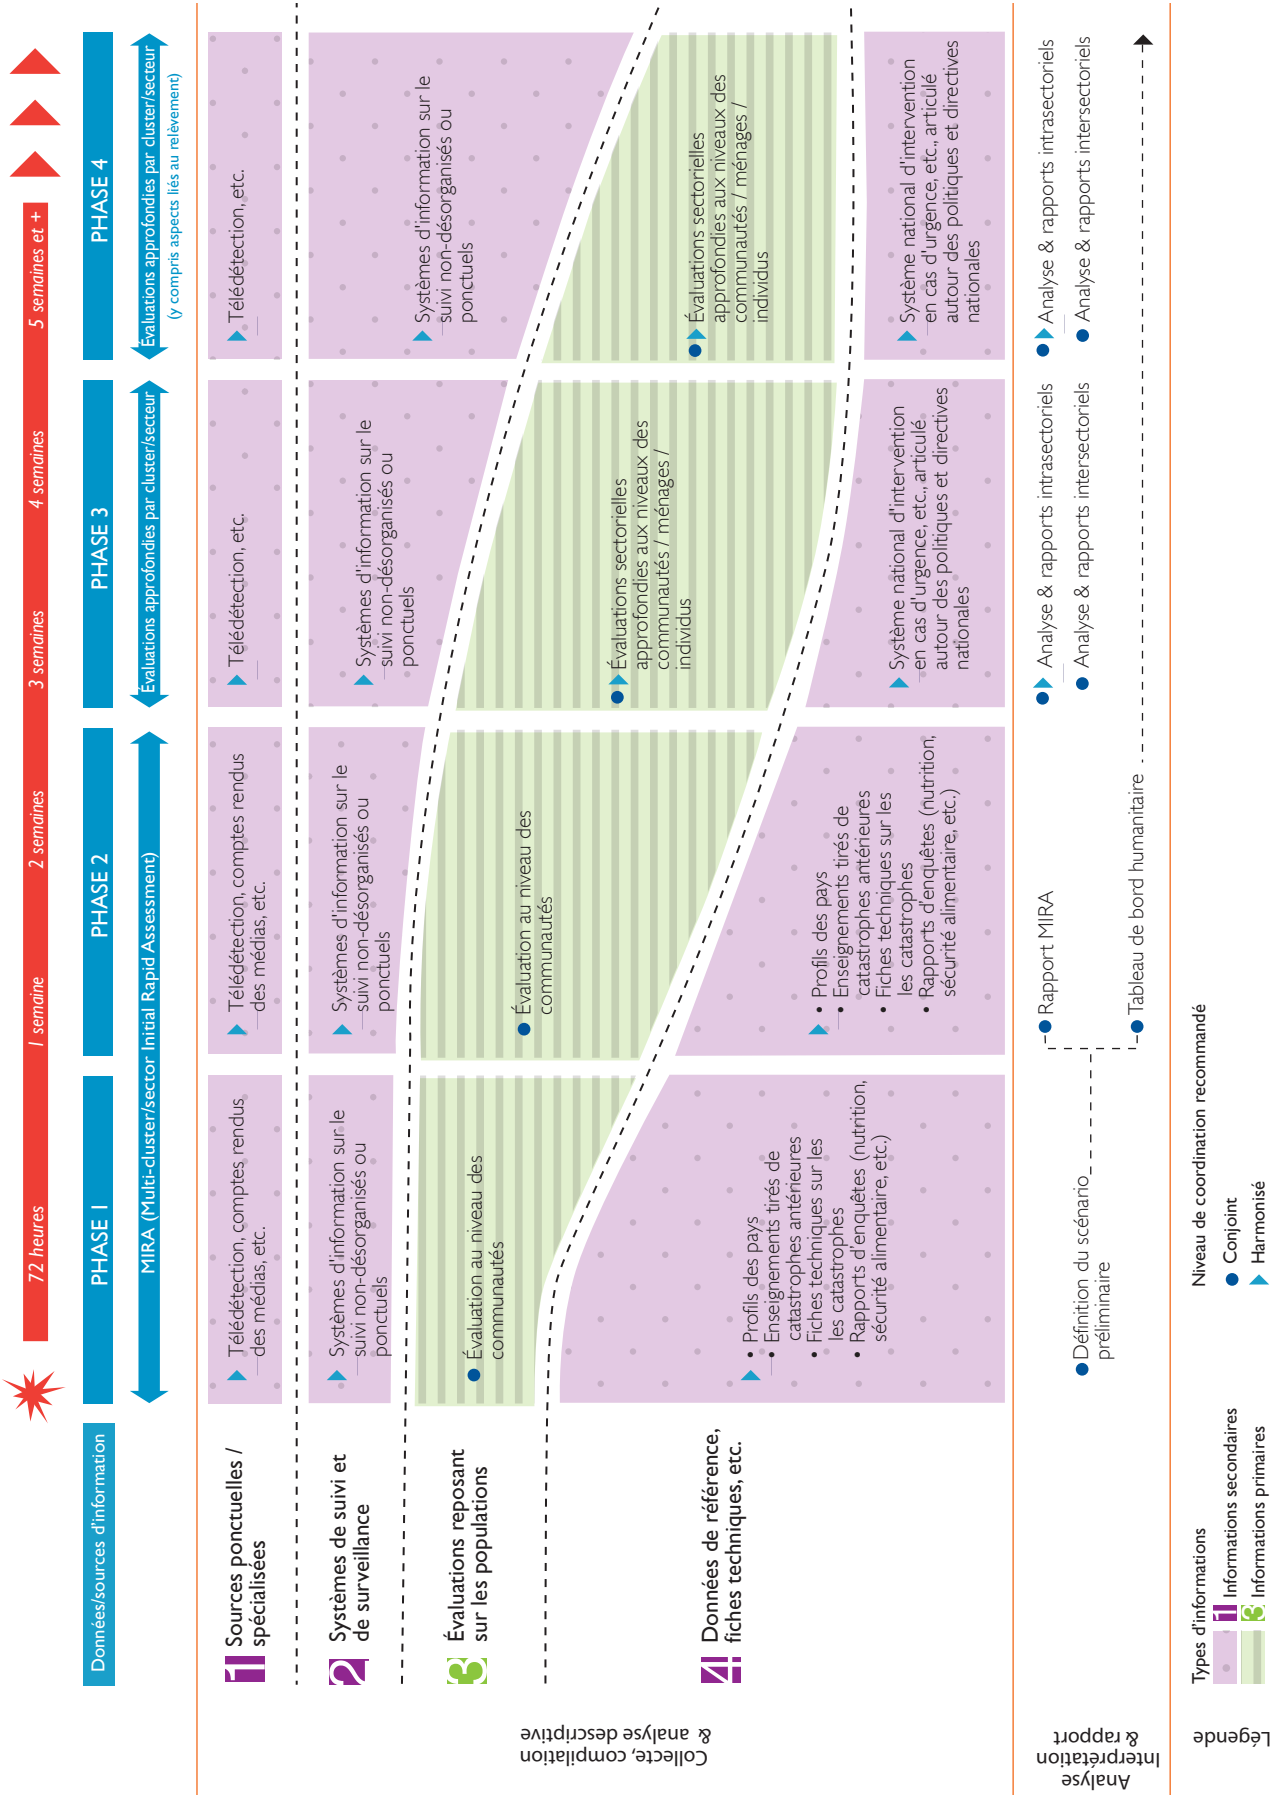 72 heures
1 semaine
2 semaines
3 semaines
4 semaines
5 semaines et +
Données/sources d'information
PHASE 1
PHASE 2
PHASE 3
PHASE 4
MIRA (Multi-cluster/sector Initial Rapid Assessment)
Évaluations approfondies par cluster/secteur
Évaluations approfondies par cluster/secteur
(y compris aspects liés au relèvement)
Collecte, compilation
& analyse descriptive
1 Sources ponctuelles /
spécialisées
Télédétection, comptes rendus
des médias, etc.
Télédétection, comptes rendus
des médias, etc.
Télédétection, etc.
Télédétection, etc.
2 Systèmes de suivi et
de surveillance
Systèmes d'information sur le
suivi non-désorganisés ou
ponctuels
Systèmes d'information sur le
suivi non-désorganisés ou
ponctuels
Systèmes d'information sur le
suivi non-désorganisés ou
ponctuels
Systèmes d'information sur le
suivi non-désorganisés ou
ponctuels
3 Évaluations reposant
sur les populations
Évaluation au niveau des
communautés
Évaluation au niveau des
communautés
Évaluations sectorielles
approfondies aux niveaux des
communautés / ménages /
individus
Évaluations sectorielles
approfondies aux niveaux des
communautés / ménages /
individus
4 Données de référence,
fiches techniques, etc.
• Profils des pays
• Enseignements tirés de
catastrophes antérieures
• Fiches techniques sur les
les catastrophes
• Rapports d'enquêtes (nutrition,
sécurité alimentaire, etc.)
• Profils des pays
• Enseignements tirés de
catastrophes antérieures
• Fiches techniques sur les
les catastrophes
• Rapports d'enquêtes (nutrition,
sécurité alimentaire, etc.)
Système national d'intervention
en cas d'urgence, etc., articulé
autour des politiques et directives
nationales
Système national d'intervention
en cas d'urgence, etc., articulé
autour des politiques et directives
nationales
Analyse
Interprétation
& rapport
Définition du scénario
préliminaire
Rapport MIRA
Tableau de bord humanitaire
Analyse & rapports intrasectoriels
Analyse & rapports intersectoriels
Analyse & rapports intrasectoriels
Analyse & rapports intersectoriels
Légende
Types d'informations
1 Informations secondaires
3 Informations primaires
Niveau de coordination recommandé
Conjoint
Harmonisé